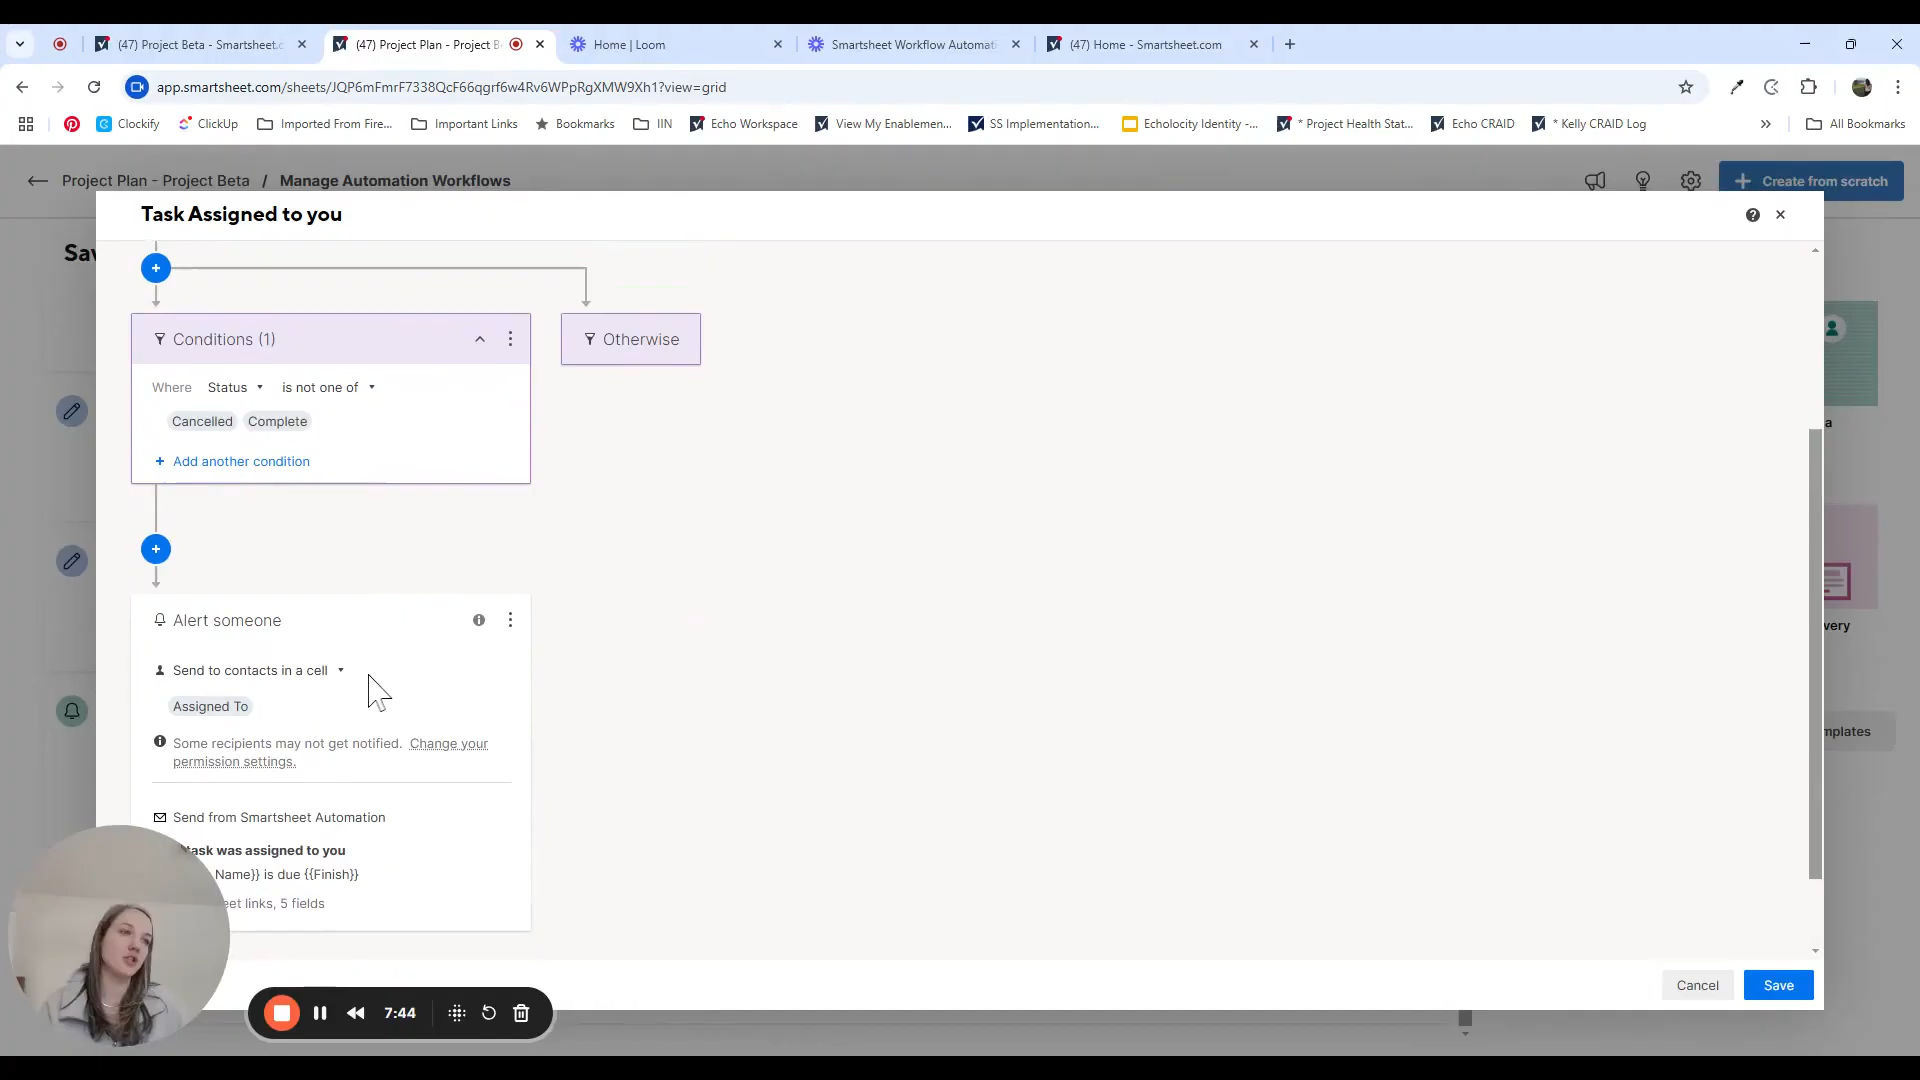 (47) Project Beta - Smartsheet.c
(47) Project Plan - Project B
Home | Loom
Smartsheet Workflow Automati
(47) Home - Smartsheet.com
app.smartsheet.com/sheets/JQP6mFmrF7338QcF66qgrf6w4Rv6WPpRgXMW9Xh1?view=grid
Clockify
ClickUp
Imported From Fire...
Important Links
Bookmarks
IIN
Echo Workspace
View My Enablemen...
SS Implementation...
Echolocity Identity -...
* Project Health Stat...
Echo CRAID
* Kelly CRAID Log
All Bookmarks
Project Plan - Project Beta / Manage Automation Workflows
Create from scratch
Task Assigned to you
Sav
Conditions (1)
Otherwise
Where Status is not one of
Cancelled Complete
+ Add another condition
Alert someone
Send to contacts in a cell
Assigned To
Some recipients may not get notified. Change your
permission settings.
Send from Smartsheet Automation
task was assigned to you
Name}} is due {{Finish}}
eet links, 5 fields
a
very
mplates
Cancel
Save
7:44